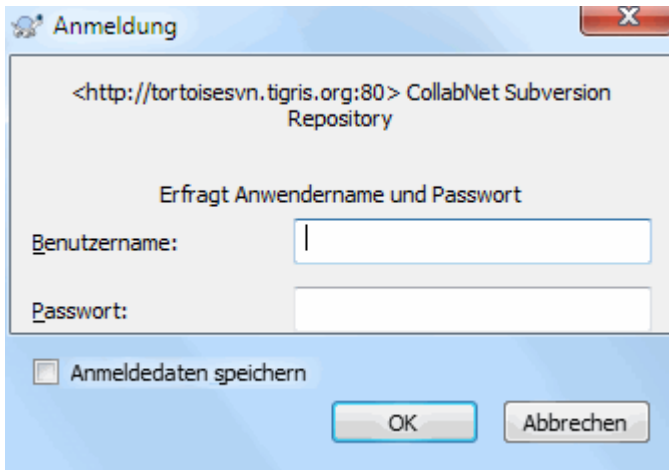 Anmeldung
<http://tortoisesvn.tigris.org:80> CollabNet Subversion
Repository
Erfragt Anwendername und Passwort
Benutzername:
Passwort:
Anmeldedaten speichern
OK
Abbrechen